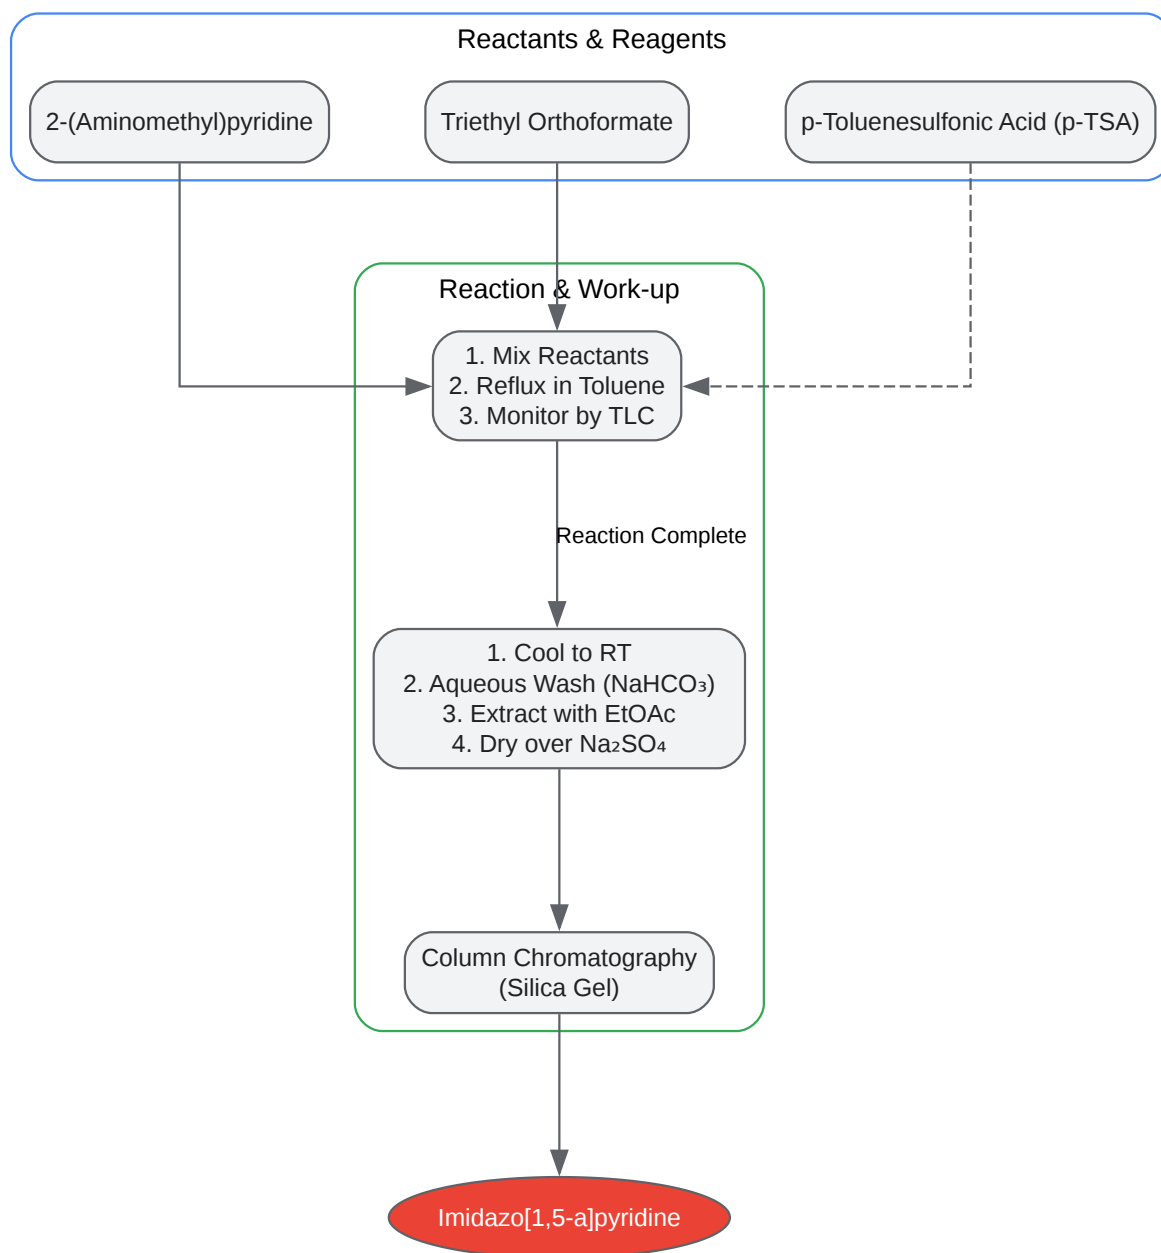 Reactants & Reagents
2-(Aminomethyl)pyridine
Triethyl Orthoformate
p-Toluenesulfonic Acid (p-TSA)
Reaction & Work-up
1. Mix Reactants
2. Reflux in Toluene
3. Monitor by TLC
Reaction Complete
1. Cool to RT
2. Aqueous Wash (NaHCO₃)
3. Extract with EtOAc
4. Dry over Na₂SO₄
Column Chromatography
(Silica Gel)
Imidazo[1,5-a]pyridine